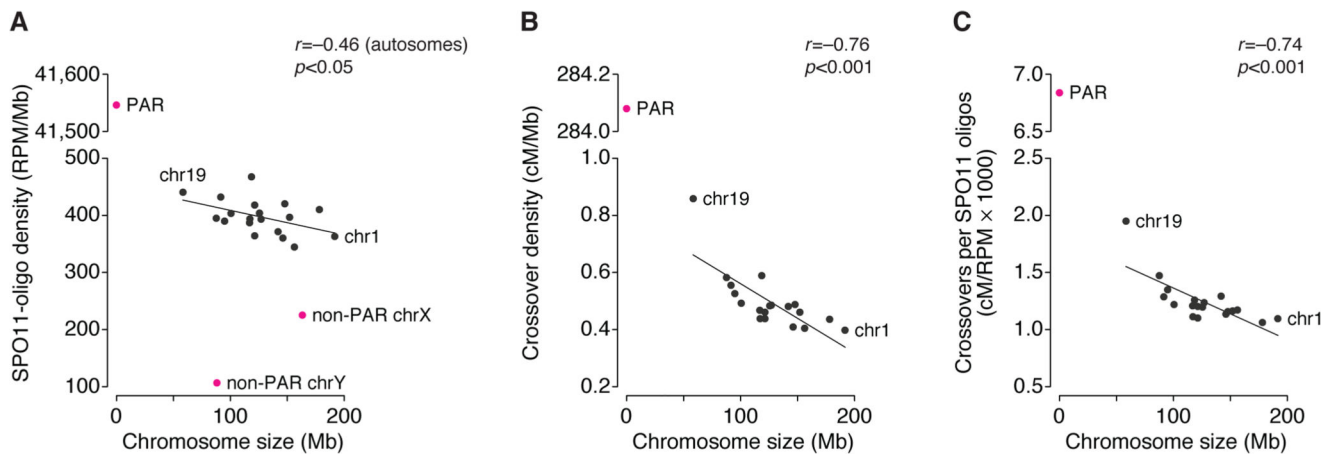 A
r=–0.46 (autosomes)
p<0.05
SPO11-oligo density (RPM/Mb)
41,600
41,500
500
400
300
200
100
PAR
chr19
chr1
non-PAR chrX
non-PAR chrY
0
100
200
Chromosome size (Mb)
B
r=–0.76
p<0.001
Crossover density (cM/Mb)
284.2
284.0
1.0
0.8
0.6
0.4
0.2
PAR
chr19
chr1
0
100
200
Chromosome size (Mb)
C
r=–0.74
p<0.001
Crossovers per SPO11 oligos
(cM/RPM × 1000)
7.0
6.5
2.5
2.0
1.5
1.0
0.5
PAR
chr19
chr1
0
100
200
Chromosome size (Mb)